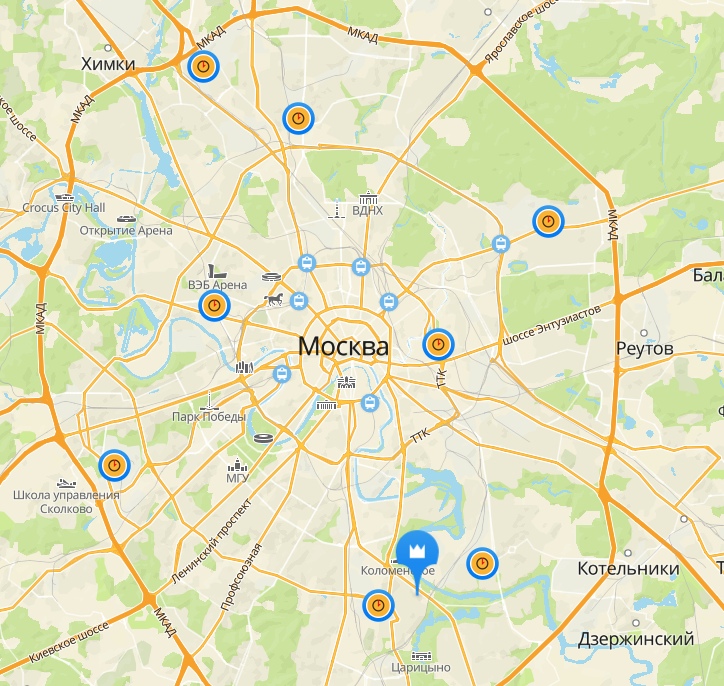 МКАД
МКАД
Ярославское шоссе
Химки
МКАД
кое шоссе
Crocus City Hall
Открытие Арена
ВДНХ
МКАД
ВЭБ Арена
Бала
МКАД
шоссе Энтузиастов
Москва
Реутов
ТТК
Парк Победы
ТТК
МГУ
Школа управления
Сколково
Ленинский проспект
Профсоюзная
Коломенское
Котельники
Киевское шоссе
МКАД
Дзержинский
Царицыно